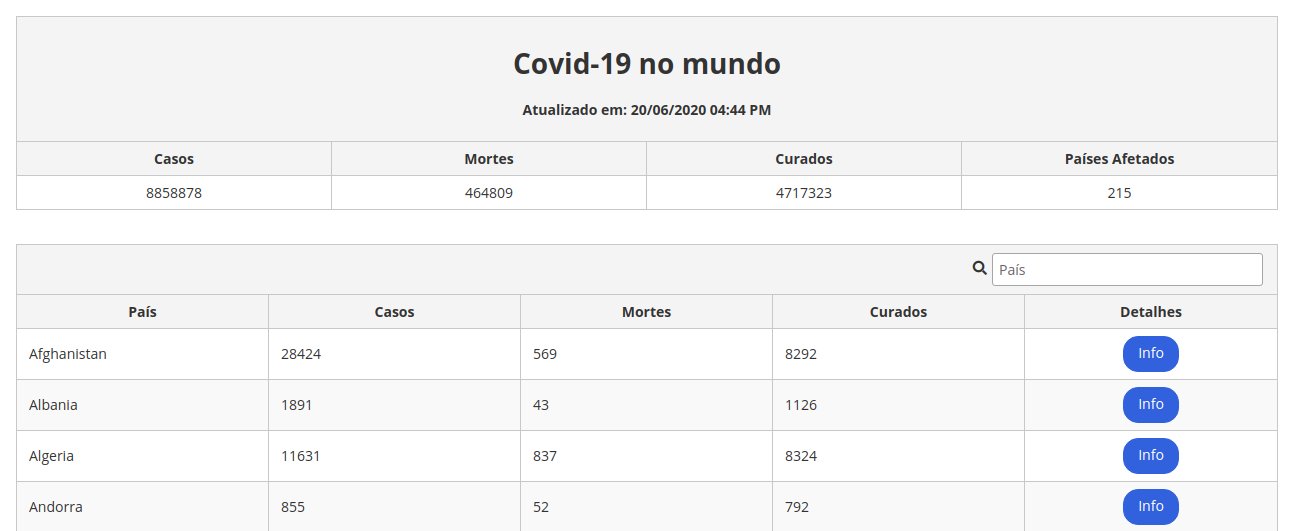 Covid-19 no mundo
Atualizado em: 20/06/2020 04:44 PM
Casos Mortes Curados Países Afetados
8858878 464809 4717323 215
País
País Casos Mortes Curados Detalhes
Afghanistan 28424 569 8292 Info
Albania 1891 43 1126 Info
Algeria 11631 837 8324 Info
Andorra 855 52 792 Info